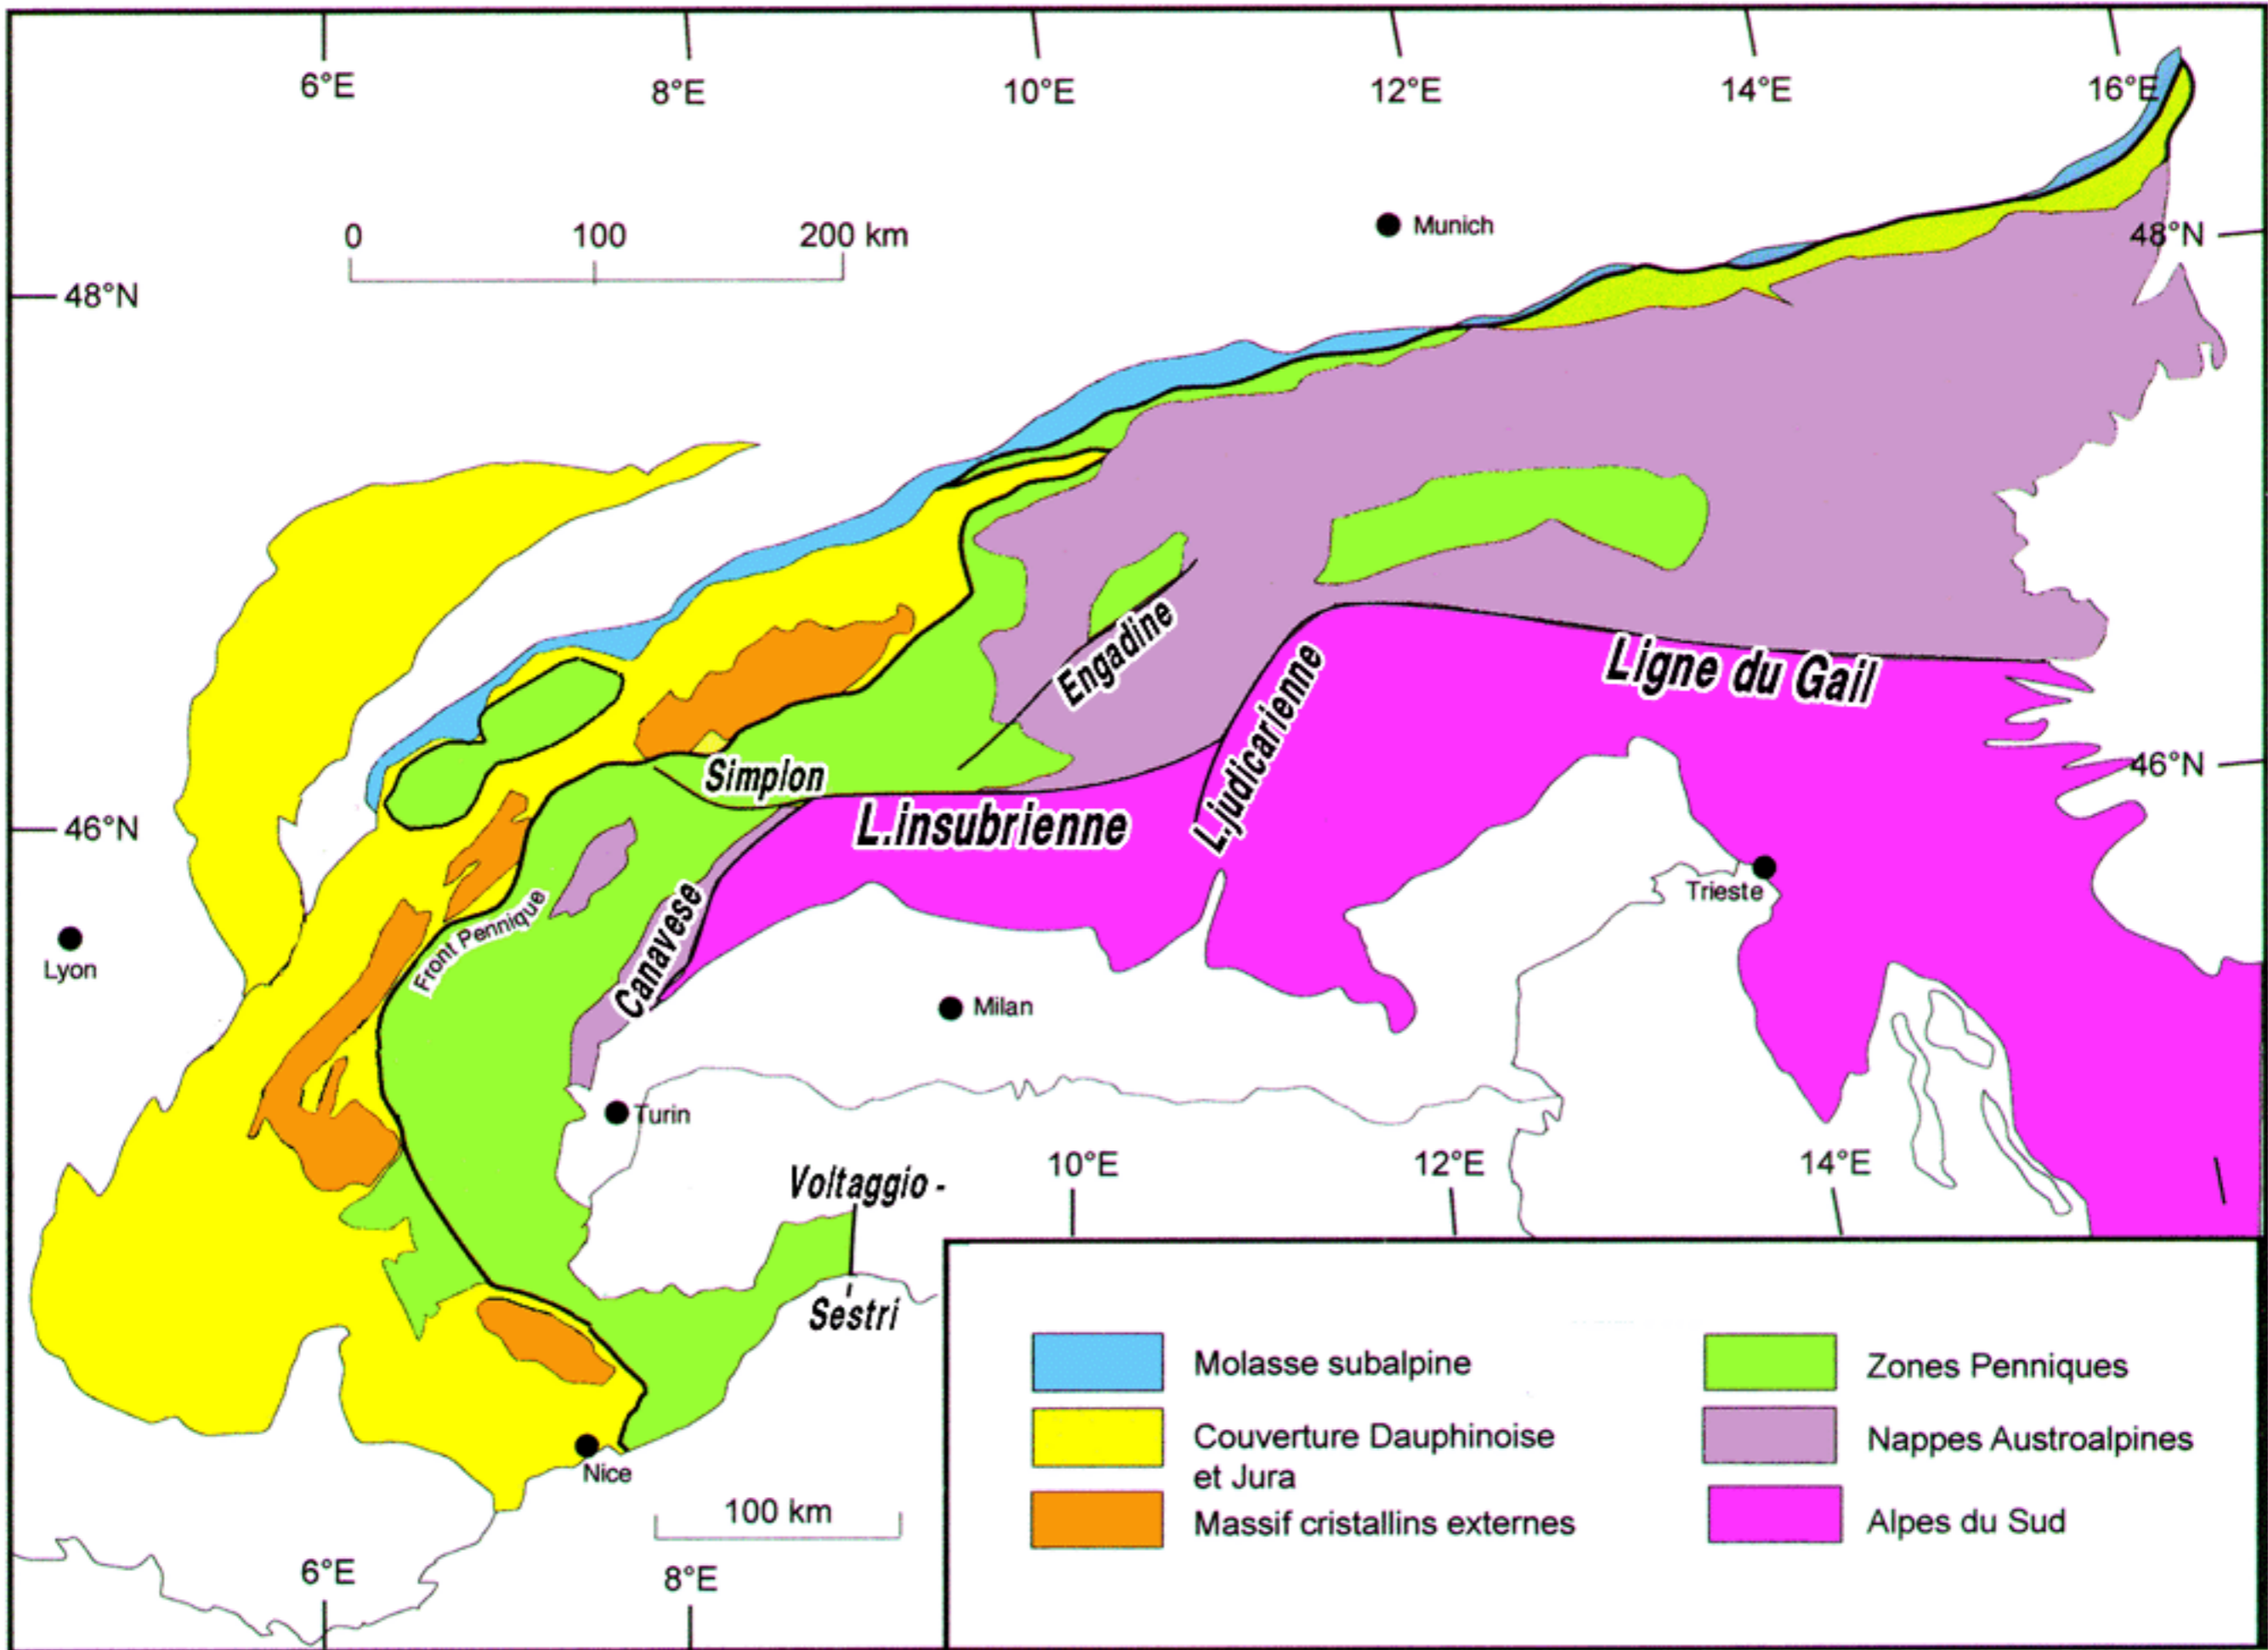 6°E
8°E
10°E
12°E
14°E
16°E
0 100 200 km
Munich
48°N
48°N
Engadine
L.judicarienne
Ligne du Gail
Simplon
46°N
46°N
L.insubrienne
Trieste
Front Pennique
Canavese
Lyon
Milan
Turin
Voltaggio -
Sestri
10°E
12°E
14°E
Nice
100 km
6°E
8°E
Molasse subalpine
Couverture Dauphinoise
et Jura
Massif cristallins externes
Zones Penniques
Nappes Austroalpines
Alpes du Sud